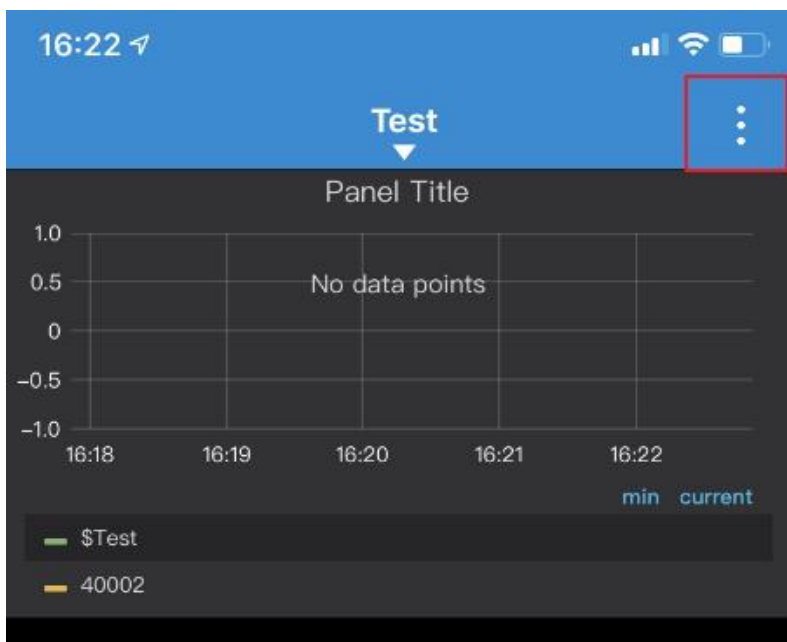 16:22
Test
Panel Title
1.0
0.5
No data points
0
-0.5
-1.0
16:18 16:19 16:20 16:21 16:22
min current
$Test
40002